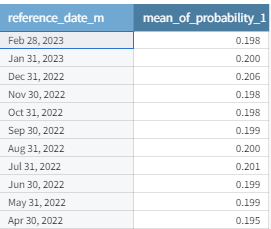 reference_date_m mean_of_probability_1
Feb 28, 2023 0.198
Jan 31, 2023 0.200
Dec 31, 2022 0.206
Nov 30, 2022 0.198
Oct 31, 2022 0.198
Sep 30, 2022 0.199
Aug 31, 2022 0.200
Jul 31, 2022 0.201
Jun 30, 2022 0.199
May 31, 2022 0.199
Apr 30, 2022 0.195